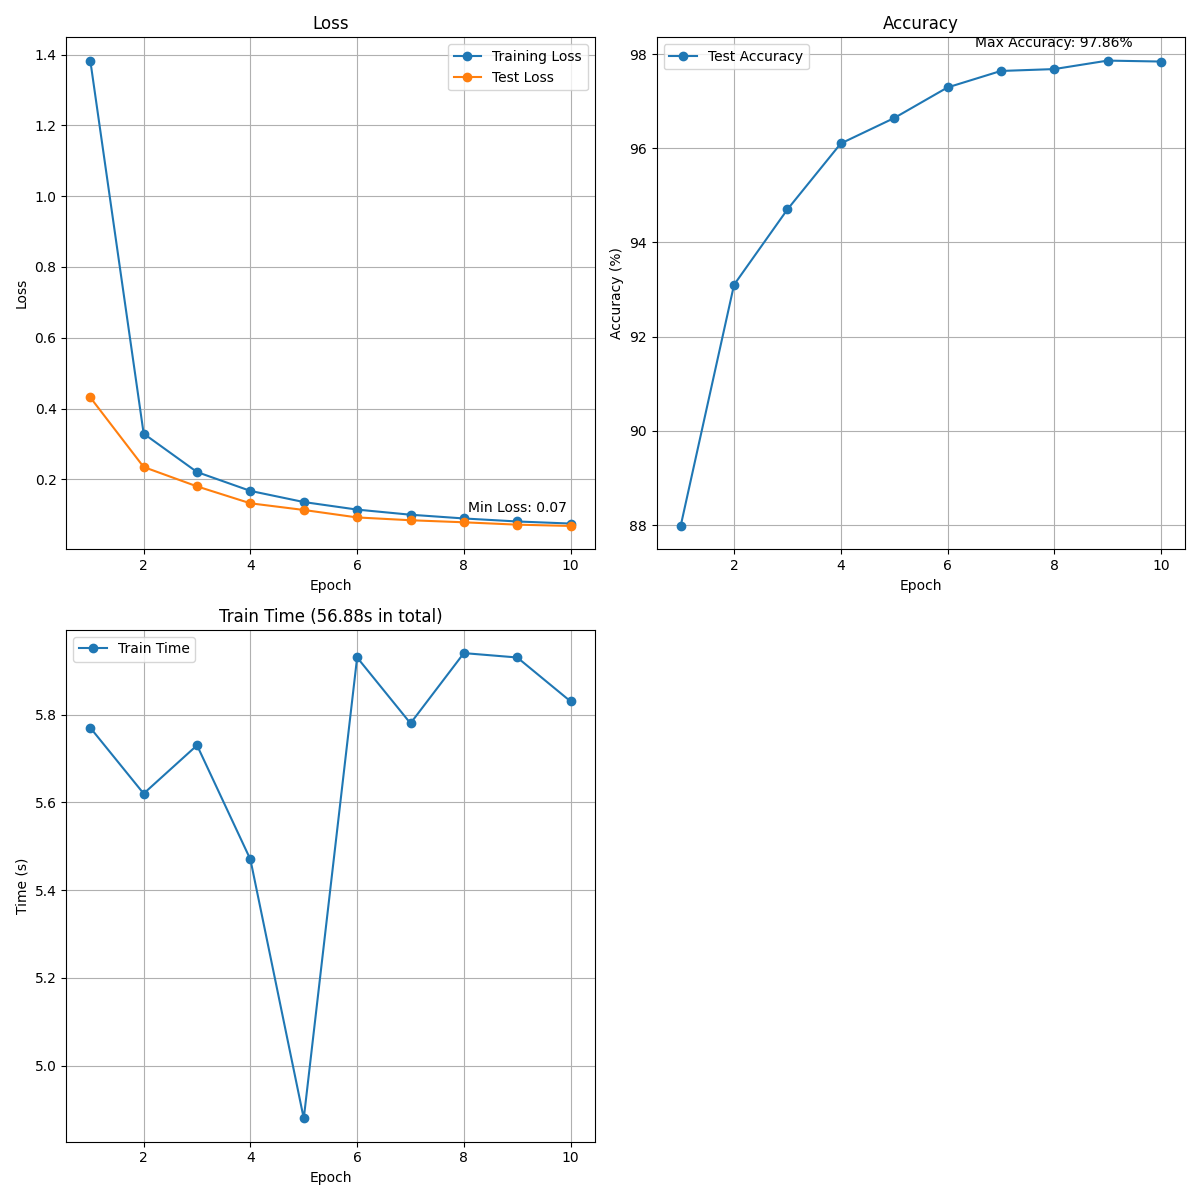 Loss
1.4
1.2
1.0
0.8
0.6
0.4
0.2
Loss
Training Loss
Test Loss
Min Loss: 0.07
2 4 6 8 10
Epoch
Accuracy
98
96
94
92
90
88
Accuracy (%)
Test Accuracy
Max Accuracy: 97.86%
2 4 6 8 10
Epoch
Train Time (56.88s in total)
5.8
5.6
5.4
5.2
5.0
Time (s)
Train Time
2 4 6 8 10
Epoch